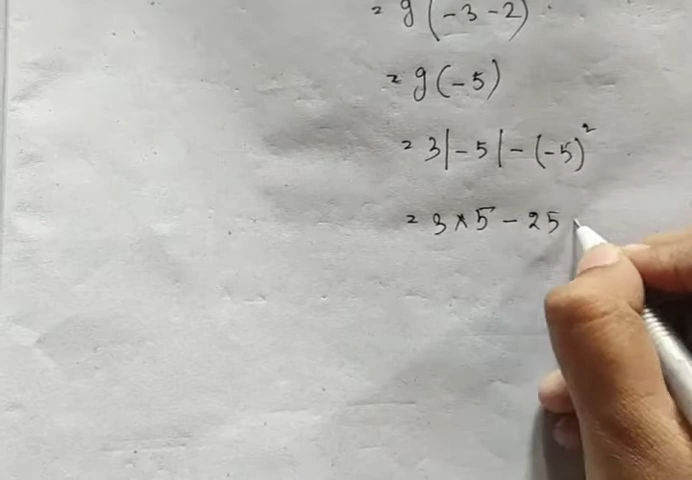 = g(-3-2)
= g(-5)
= 3|-5|-(-5)²
= 3×5-25